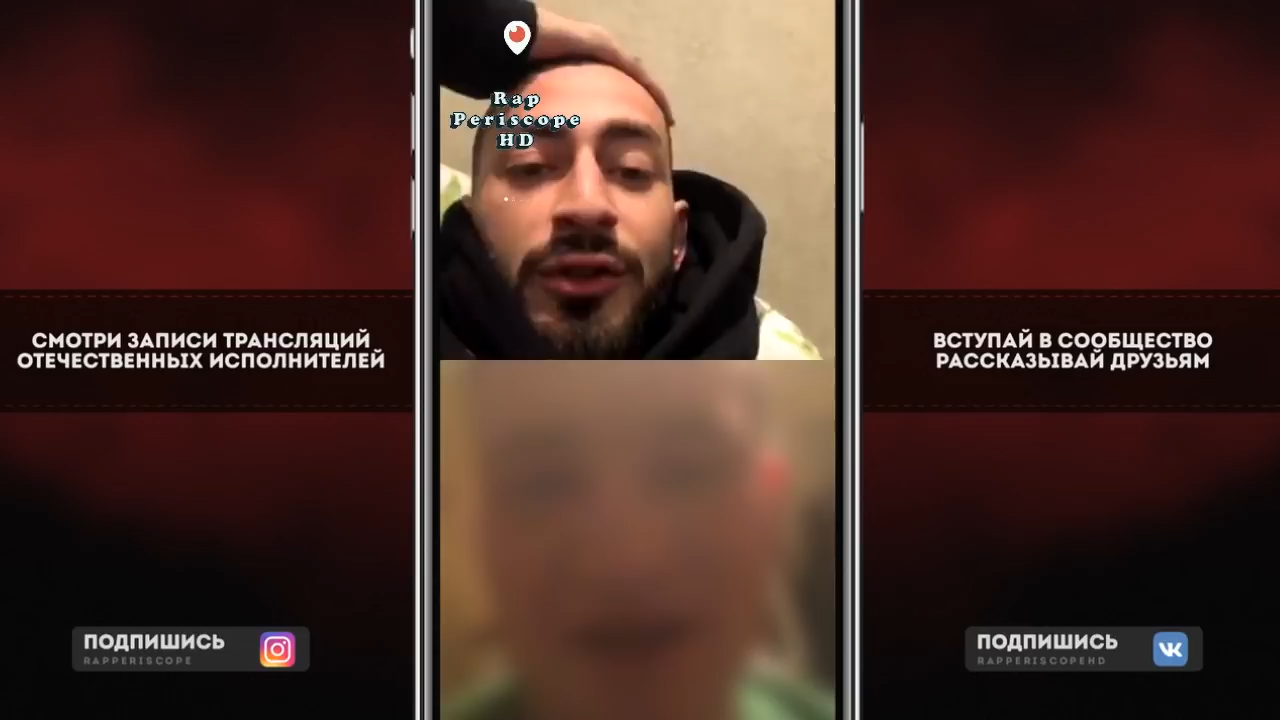 Rap
Periscope
HD
СМОТРИ ЗАПИСИ ТРАНСЛЯЦИЙ
ОТЕЧЕСТВЕННЫХ ИСПОЛНИТЕЛЕЙ
ВСТУПАЙ В СООБЩЕСТВО
РАССКАЗЫВАЙ ДРУЗЬЯМ
ПОДПИШИСЬ
RAPPERISCOPE
ПОДПИШИСЬ
RAPPERISCOPEHD